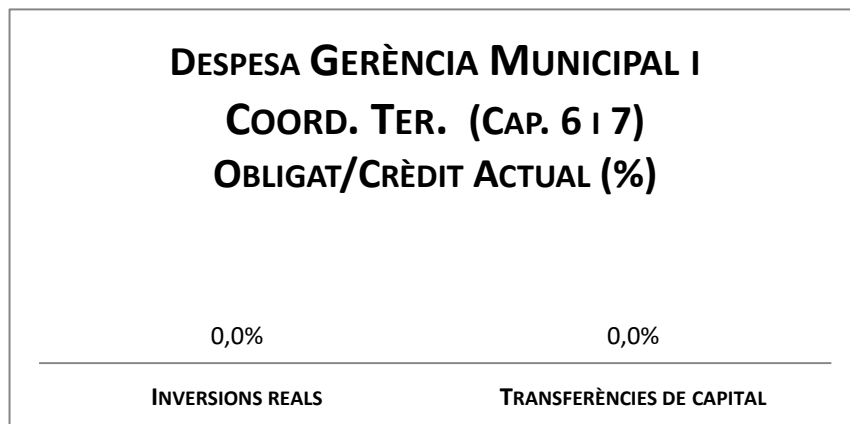 Despesa Gerència Municipal i
Coord. Ter. (Cap. 6 i 7)
Obligat/Crèdit Actual (%)
0,0% 0,0%
Inversions reals Transferències de capital